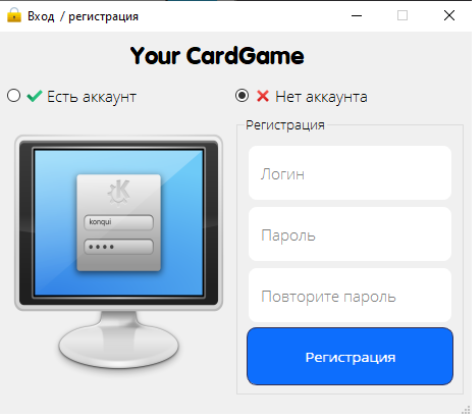 Вход / регистрация
Your CardGame
Есть аккаунт
Нет аккаунта
Регистрация
Логин
konqui
Пароль
Повторите пароль
Регистрация